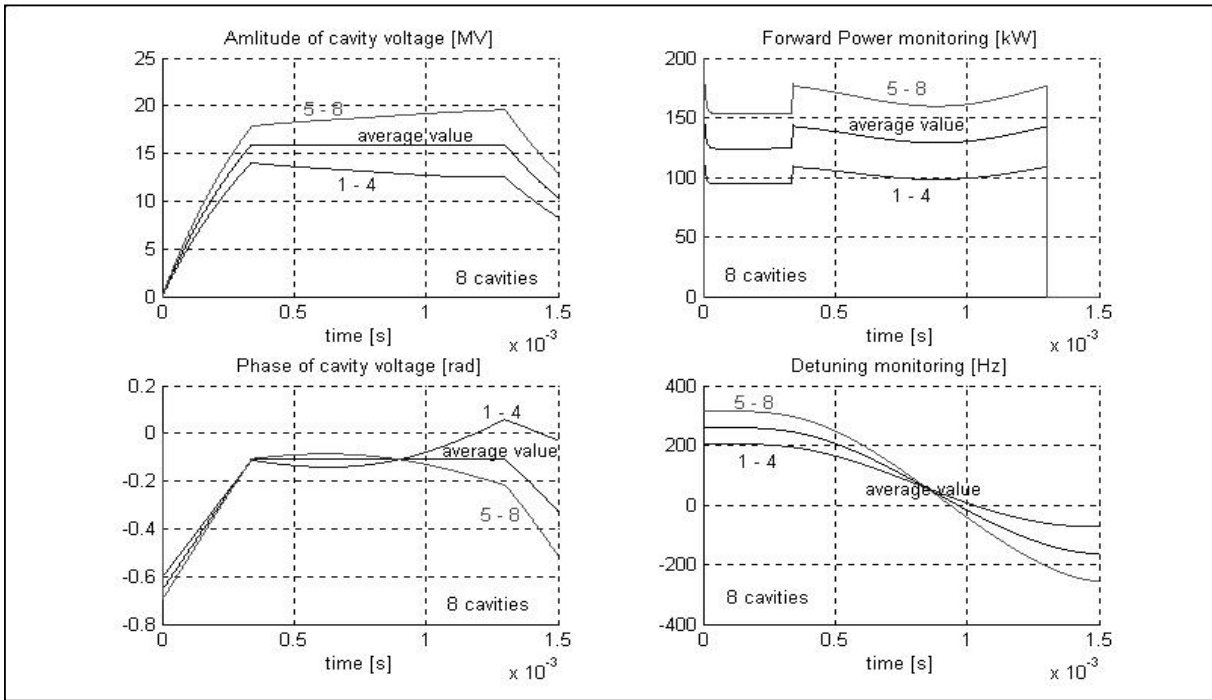 Amlitude of cavity voltage [MV]
25
20
15
10
5
0
5 - 8
average value
1 - 4
8 cavities
0
0.5
1
1.5
time [s]
x 10-3
Forward Power monitoring [kW]
200
150
100
50
0
5 - 8
average value
1 - 4
8 cavities
0
0.5
1
1.5
time [s]
x 10-3
Phase of cavity voltage [rad]
0.2
0
-0.2
-0.4
-0.6
-0.8
1 - 4
average value
5 - 8
8 cavities
0
0.5
1
1.5
time [s]
x 10-3
Detuning monitoring [Hz]
400
200
0
-200
-400
5 - 8
1 - 4
average value
8 cavities
0
0.5
1
1.5
time [s]
x 10-3